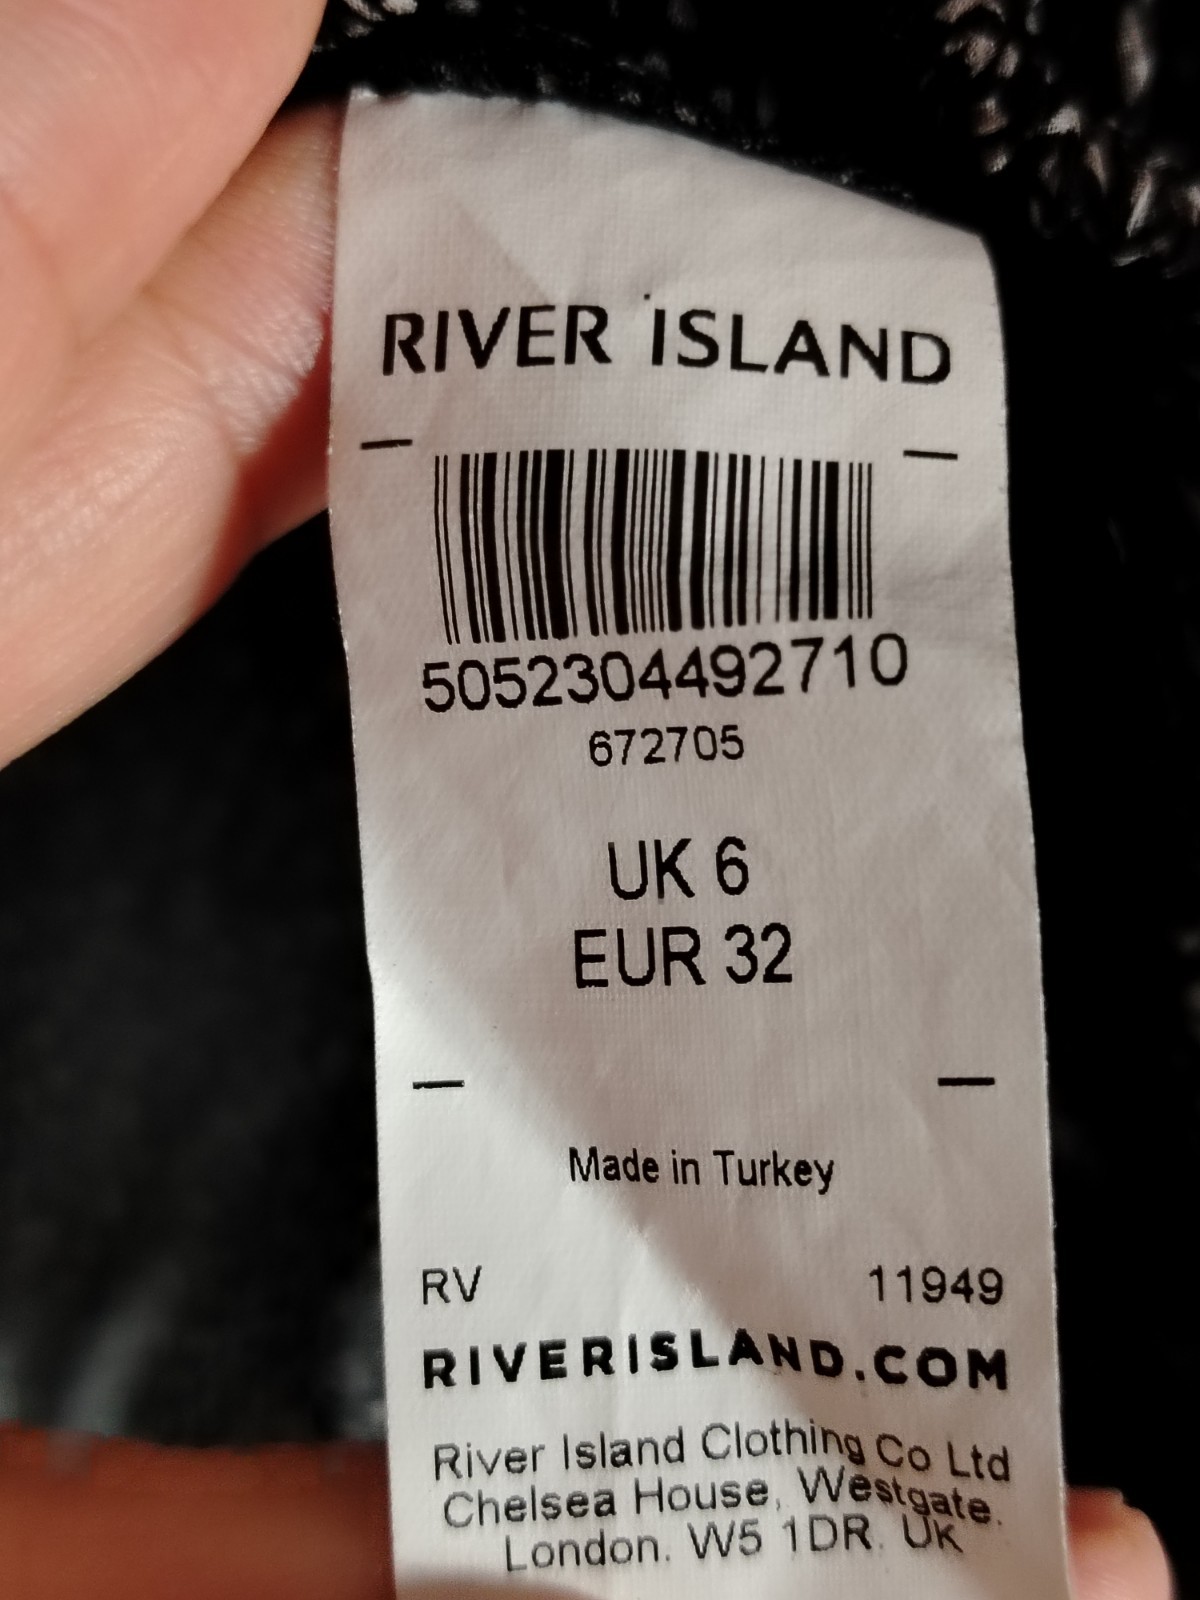 RIVER ISLAND
5052304492710
672705
UK 6
EUR 32
Made in Turkey
RV 11949
RIVERISLAND.COM
River Island Clothing Co Ltd
Chelsea House, Westgate.
London. W5 1DR. UK